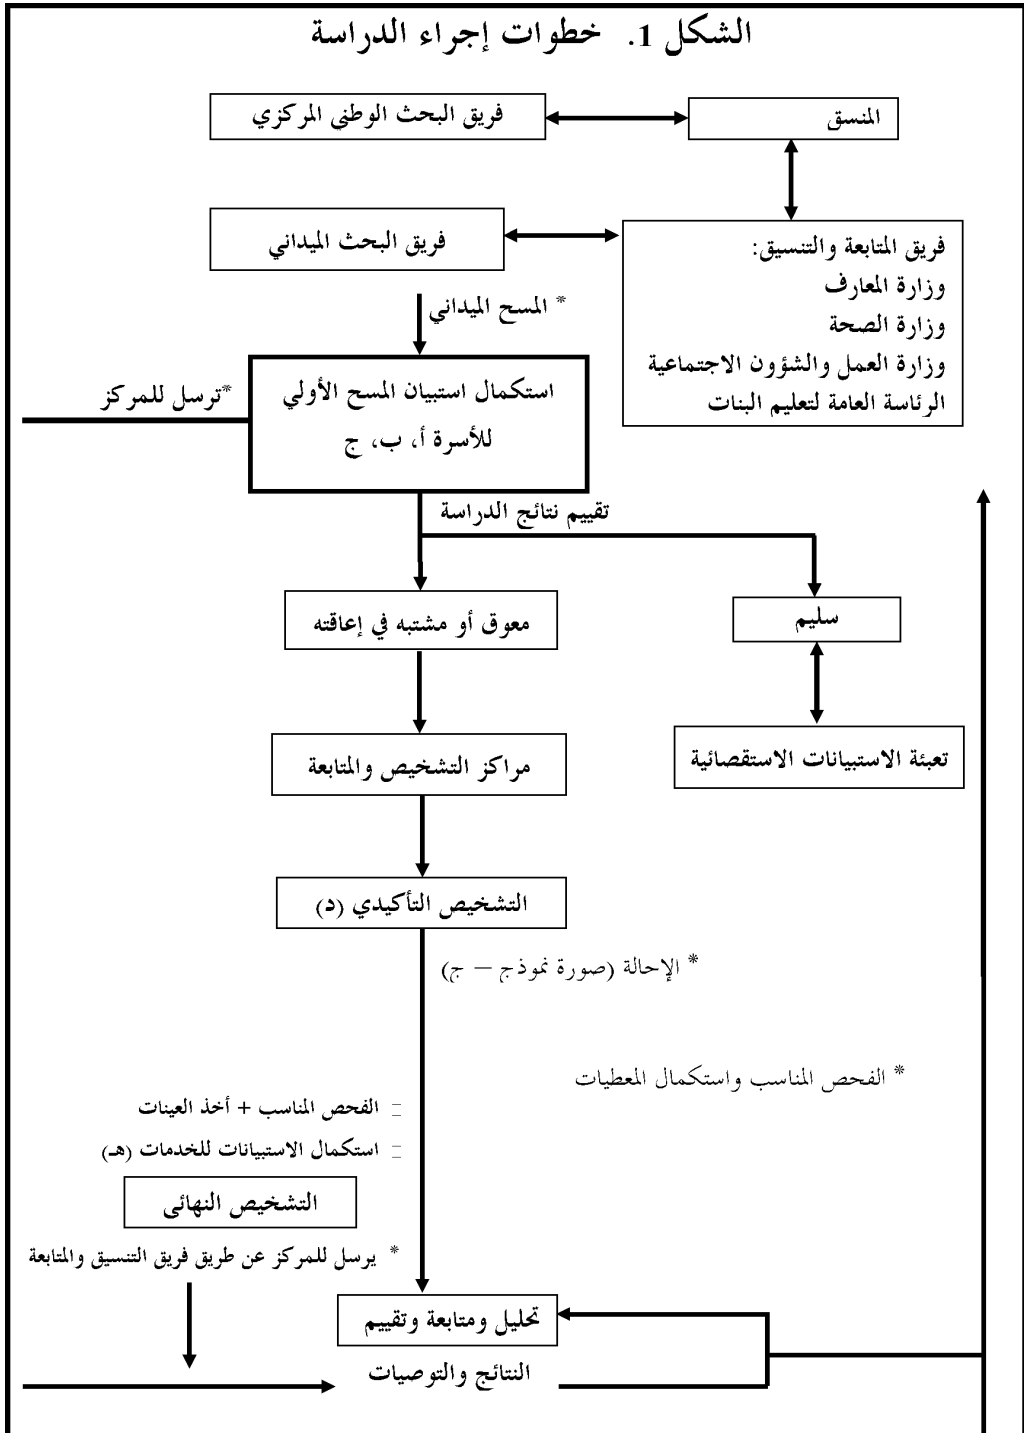 الشكل 1. خطوات إجراء الدراسة
المنسق
فريق البحث الوطني المركزي
فريق البحث الميداني
فريق المتابعة والتنسيق:
وزارة المعارف
وزارة الصحة
وزارة العمل والشؤون الاجتماعية
الرئاسة العامة لتعليم البنات
* المسح الميداني
استكمال استبيان المسح الأولي
للأسرة أ، ب، ج
*ترسل للمركز
تقييم نتائج الدراسة
سليم
معوق أو مشتبه في إعاقته
تعبئة الاستبيانات الاستقصائية
مراكز التشخيص والمتابعة
التشخيص التأكيدي (د)
* الإحالة (صورة نموذج – ج)
* الفحص المناسب واستكمال المعطيات
الفحص المناسب + أخذ العينات
استكمال الاستبيانات للخدمات (هـ)
التشخيص النهائى
* يرسل للمركز عن طريق فريق التنسيق والمتابعة
تحليل ومتابعة وتقييم
النتائج والتوصيات